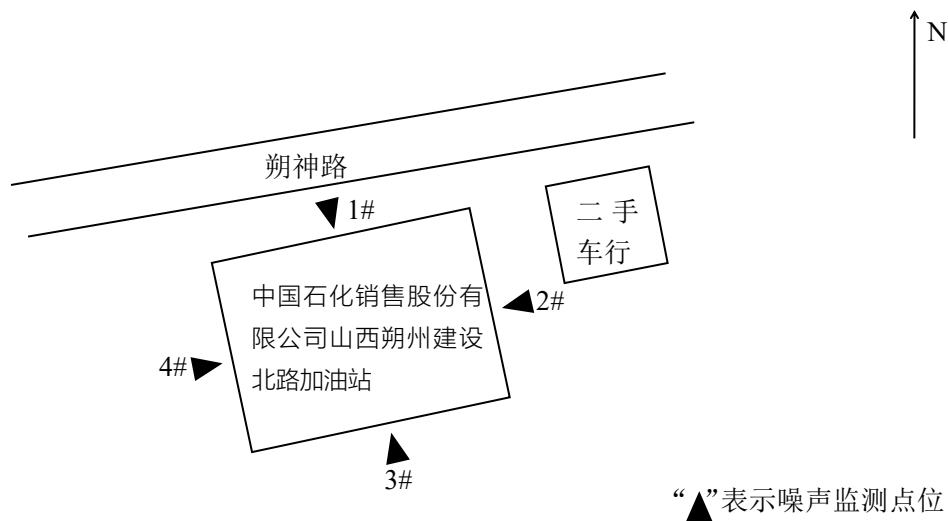 N
朔神路
1#
二手
车行
中国石化销售股份有
限公司山西朔州建设
北路加油站
2#
4#
3#
“▲”表示噪声监测点位